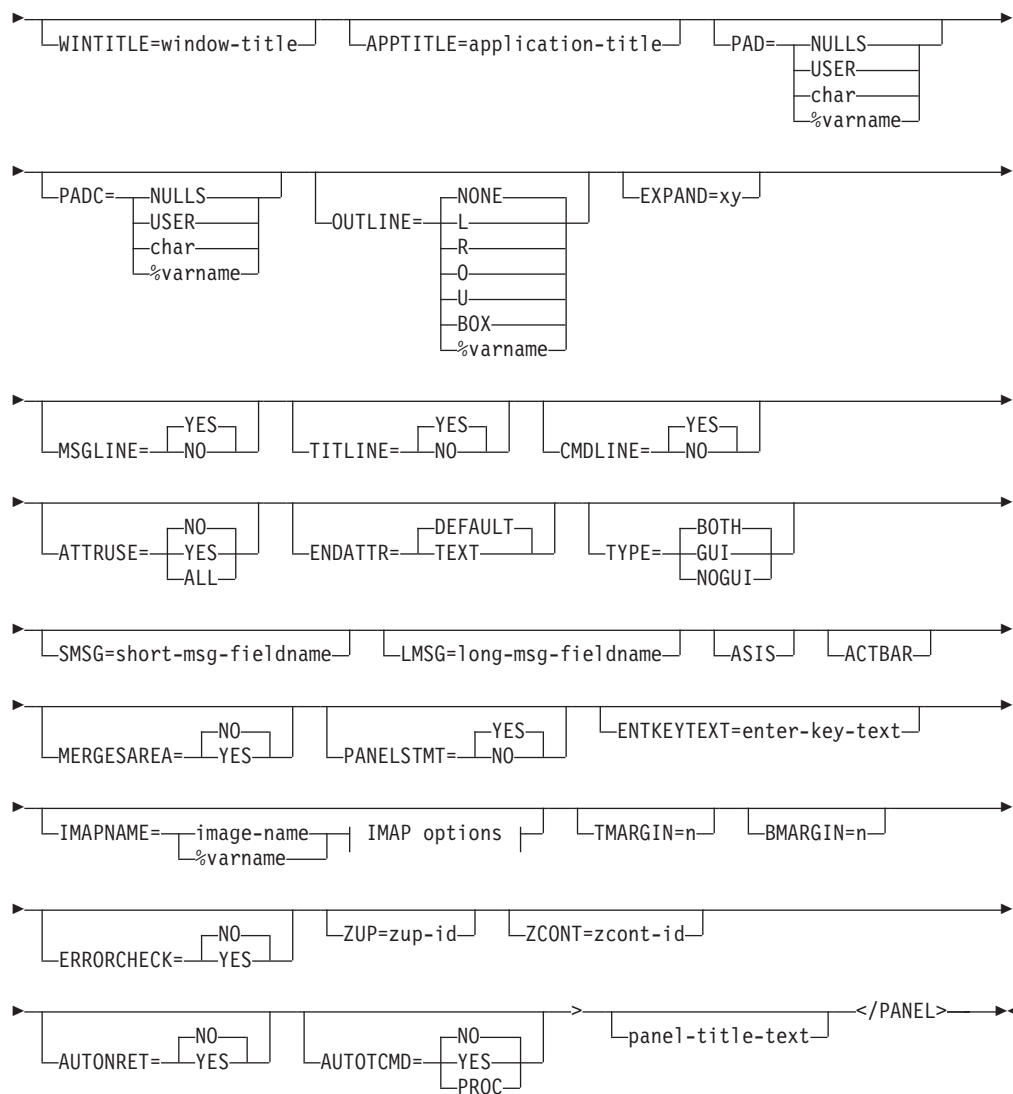 WINTITLE=window-title APPTITLE=application-title PAD= NULLS
USER
char
%varname
PADC= NULLS NONE EXPAND=xy
USER OUTLINE= L
char R
%varname O
U
BOX
%varname
YES YES YES
MSGLINE= NO TITLINE= NO CMDLINE= NO
NO DEFAULT BOTH
ATTRUSE= YES ENDATTR= TEXT TYPE= GUI
ALL NOGUI
SMSG=short-msg-fieldname LMSG=long-msg-fieldname ASIS ACTBAR
NO YES ENTKEYTEXT=enter-key-text
MERGESAREA= YES PANELSTMT= NO
IMAPNAME= image-name IMAP options TMARGIN=n BMARGIN=n
%varname
NO ZUP=zup-id ZCONT=zcont-id
ERRORCHECK= YES
NO NO > panel-title-text </PANEL>
AUTONRET= YES AUTOTCMD= YES
PROC